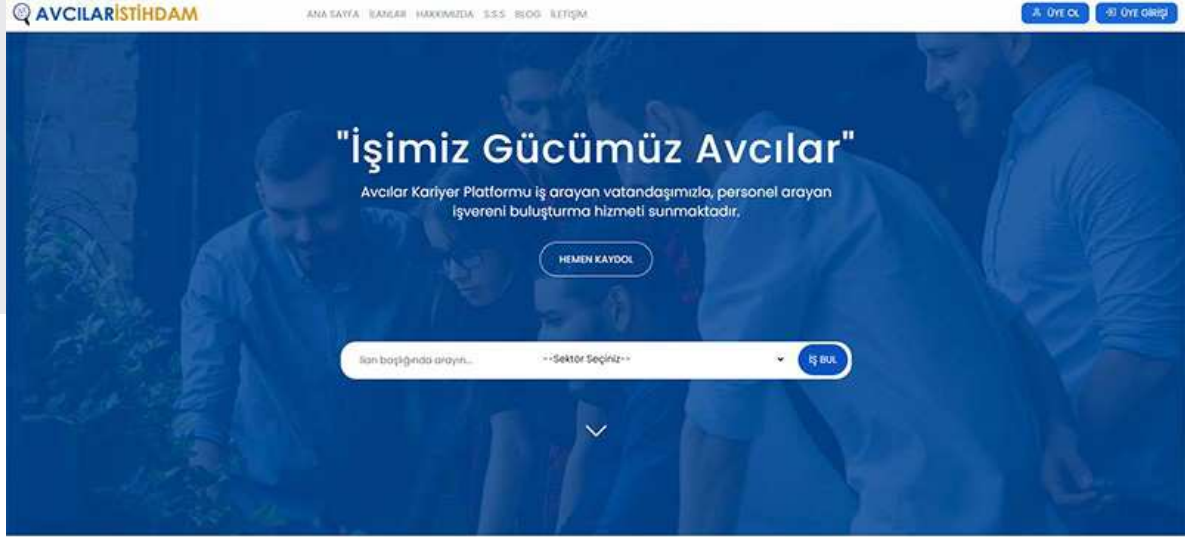 AVCILARİSTİHDAM
ANA SAYFA İLANLAR HAKKIMIZDA S.S.S BLOG İLETİŞİM
ÜYE OL
ÜYE GİRİŞİ
"İşimiz Gücümüz Avcılar"
Avcılar Kariyer Platformu iş arayan vatandaşımızla, personel arayan
işvereni buluşturma hizmeti sunmaktadır.
HEMEN KAYDOL
İlan başlığında arayın... --Sektör Seçiniz-- İŞ BUL